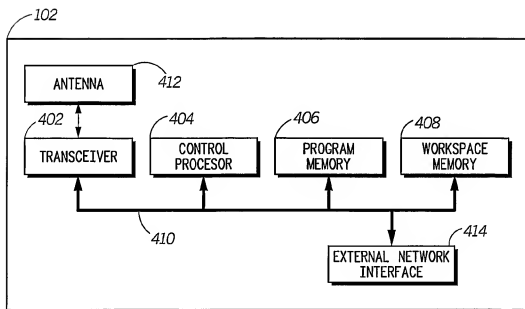 102
ANTENNA
412
402
404
406
408
TRANSCEIVER
CONTROL
PROCESOR
PROGRAM
MEMORY
WORKSPACE
MEMORY
410
414
EXTERNAL NETWORK
INTERFACE